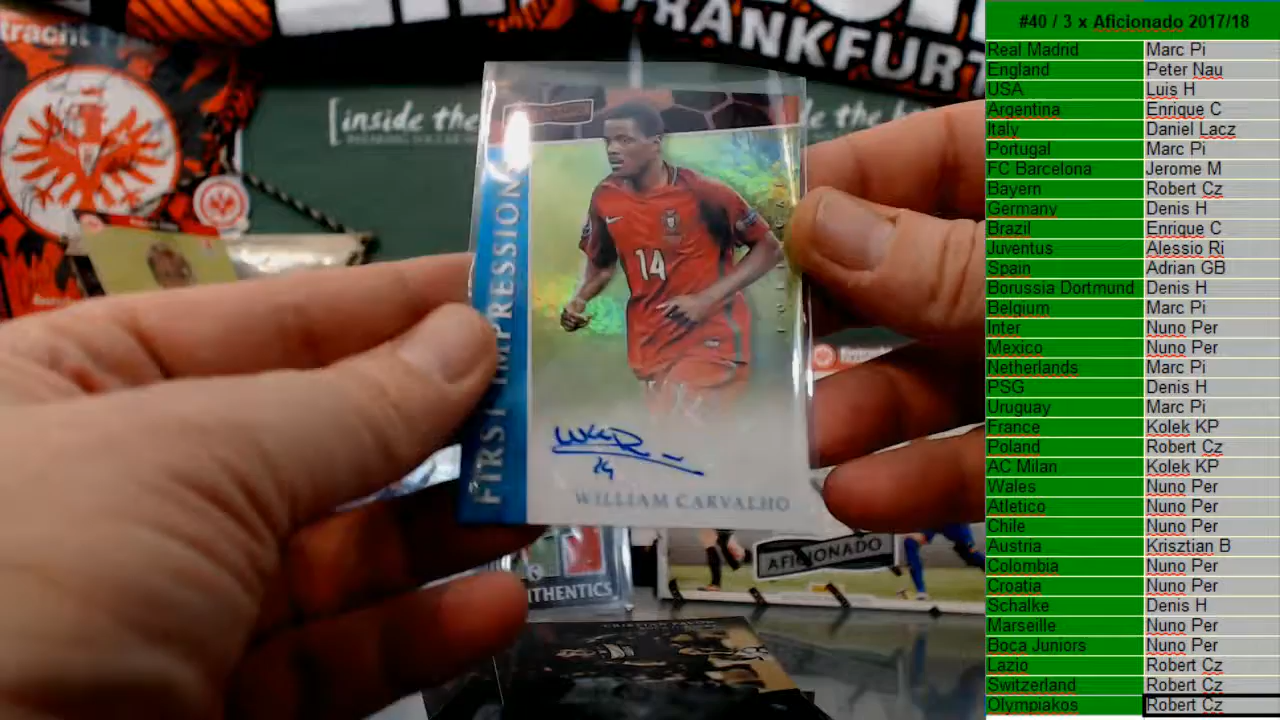 #40 / 3 x Aficionado 2017/18
Real Madrid Marc Pi
England Peter Nau
USA Luis H
Argentina Enrique C
Italy Daniel Lacz
Portugal Marc Pi
FC Barcelona Jerome M
Bayern Robert Cz
Germany Denis H
Brazil Enrique C
Juventus Alessio Ri
Spain Adrian GB
Borussia Dortmund Denis H
Belgium Marc Pi
Inter Nuno Per
Mexico Nuno Per
Netherlands Marc Pi
PSG Denis H
Uruguay Marc Pi
France Kolek KP
Poland Robert Cz
AC Milan Kolek KP
Wales Nuno Per
Atletico Nuno Per
Chile Nuno Per
Austria Krisztian B
Colombia Nuno Per
Croatia Nuno Per
Schalke Denis H
Marseille Nuno Per
Boca Juniors Nuno Per
Lazio Robert Cz
Switzerland Robert Cz
Olympiakos Robert Cz
FRANKFURT
[inside the
FIRST IMPRESSIONS
14
14
WILLIAM CARVALHO
AFICIONADO
THENTICS